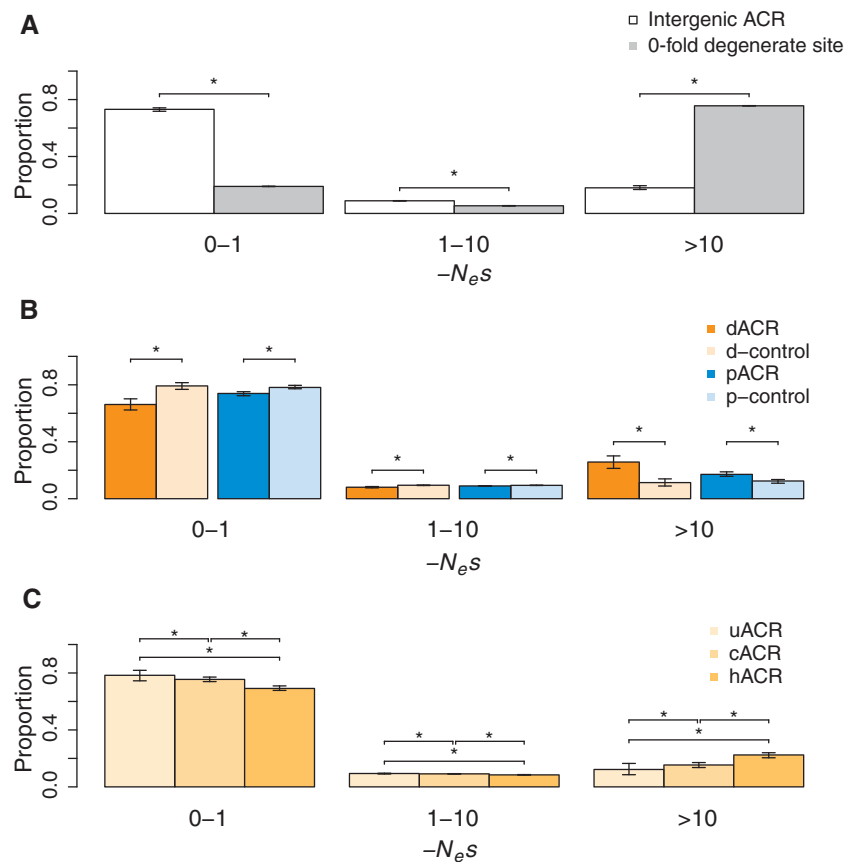 A
Intergenic ACR
0-fold degenerate site
Proportion
0.8
0.4
0.0
*
*
*
0–1
1–10
>10
–Nₑs
B
dACR
d–control
pACR
p–control
Proportion
0.8
0.4
0.0
* *
* *
* *
0–1
1–10
>10
–Nₑs
C
uACR
cACR
hACR
Proportion
0.8
0.4
0.0
* *
*
* *
*
* *
*
0–1
1–10
>10
–Nₑs